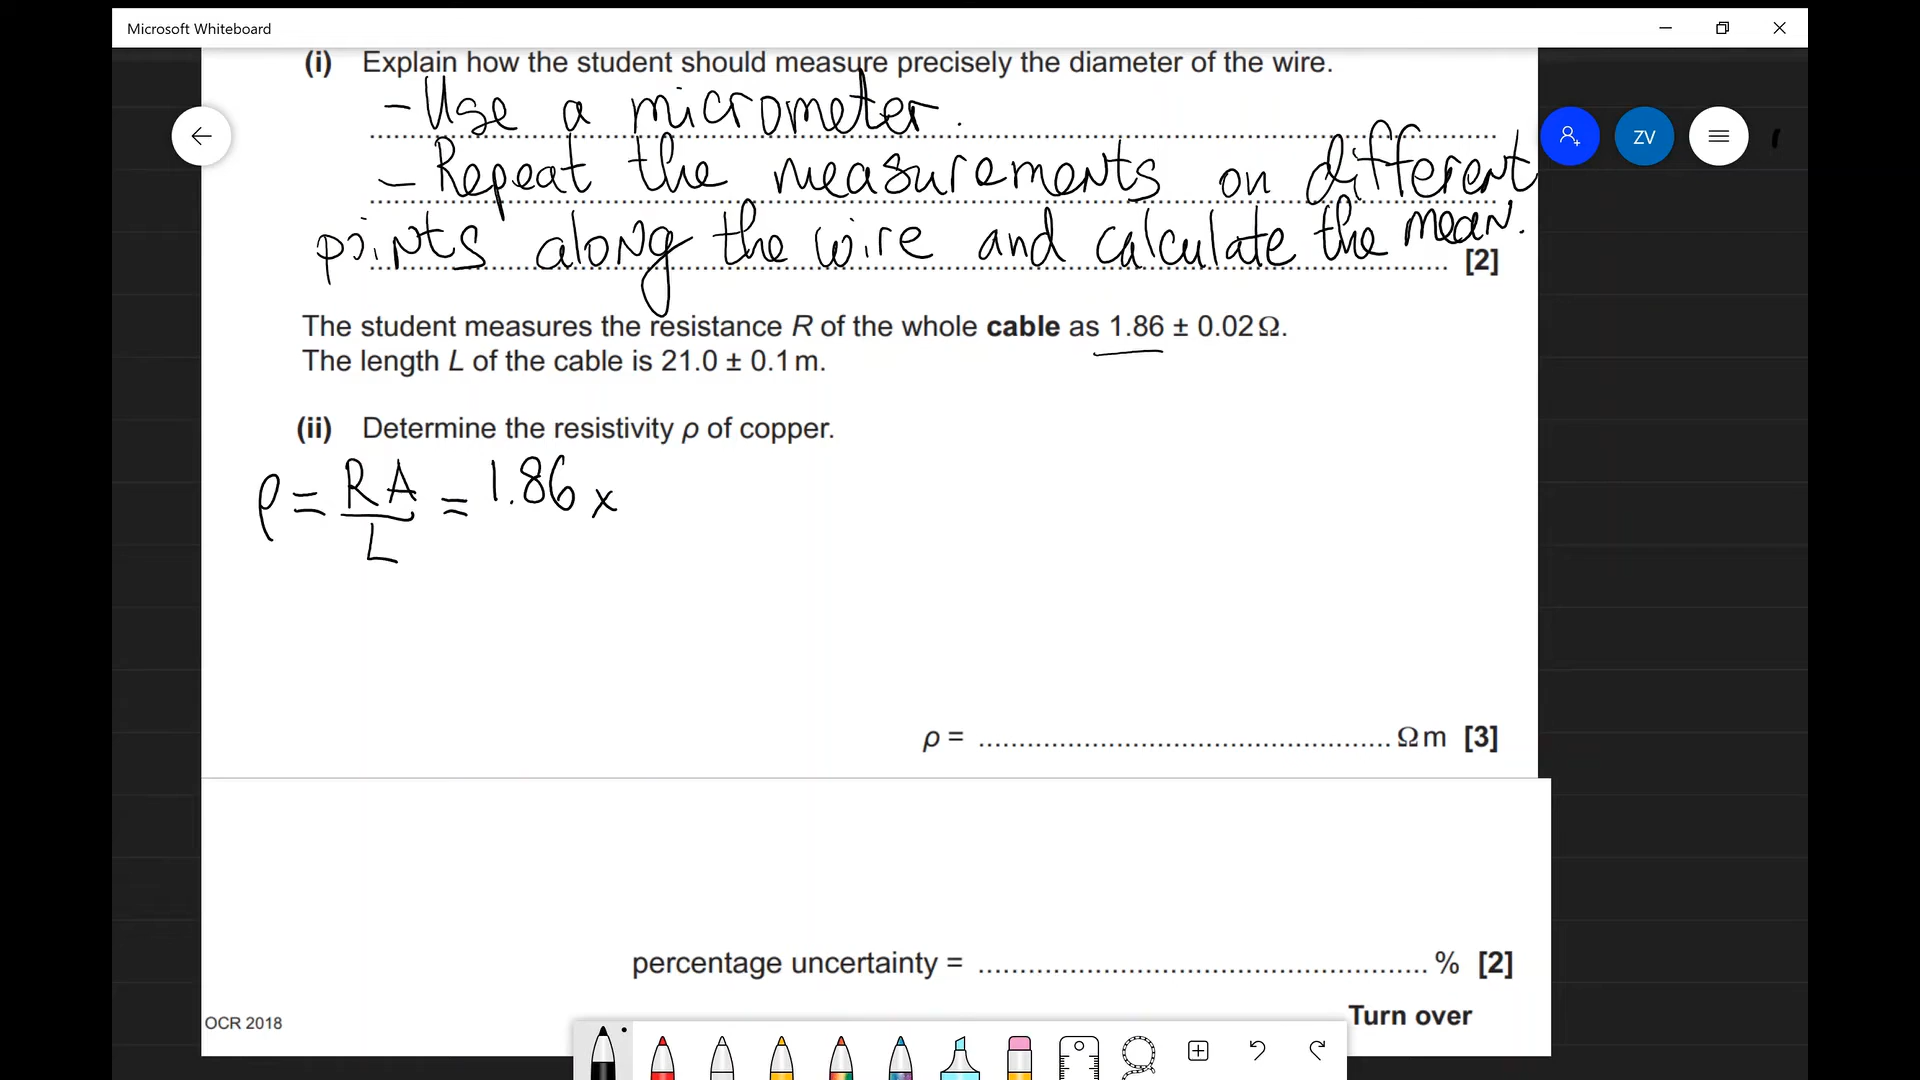 Microsoft Whiteboard
(i) Explain how the student should measure precisely the diameter of the wire.
- Use a micrometer.
- Repeat the measurements on different
points along the wire and calculate the mean.
[2]
ZV
The student measures the resistance R of the whole cable as 1.86 ± 0.02 Ω.
The length L of the cable is 21.0 ± 0.1 m.
(ii) Determine the resistivity ρ of copper.
ρ = RA/L = 1.86 x
ρ = ................................................... Ω m [3]
percentage uncertainty = ....................................................... % [2]
OCR 2018
Turn over